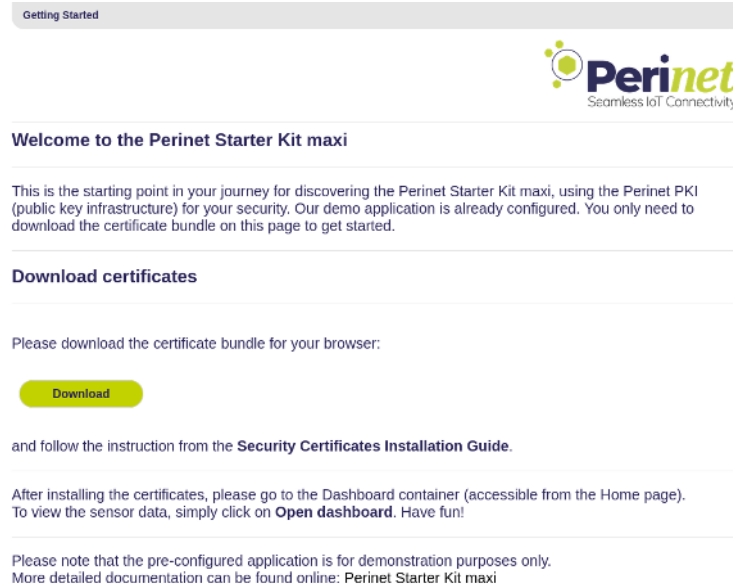 Getting Started
Perinet
Seamless IoT Connectivity
Welcome to the Perinet Starter Kit maxi
This is the starting point in your journey for discovering the Perinet Starter Kit maxi, using the Perinet PKI
(public key infrastructure) for your security. Our demo application is already configured. You only need to
download the certificate bundle on this page to get started.
Download certificates
Please download the certificate bundle for your browser:
Download
and follow the instruction from the Security Certificates Installation Guide.
After installing the certificates, please go to the Dashboard container (accessible from the Home page).
To view the sensor data, simply click on Open dashboard. Have fun!
Please note that the pre-configured application is for demonstration purposes only.
More detailed documentation can be found online: Perinet Starter Kit maxi